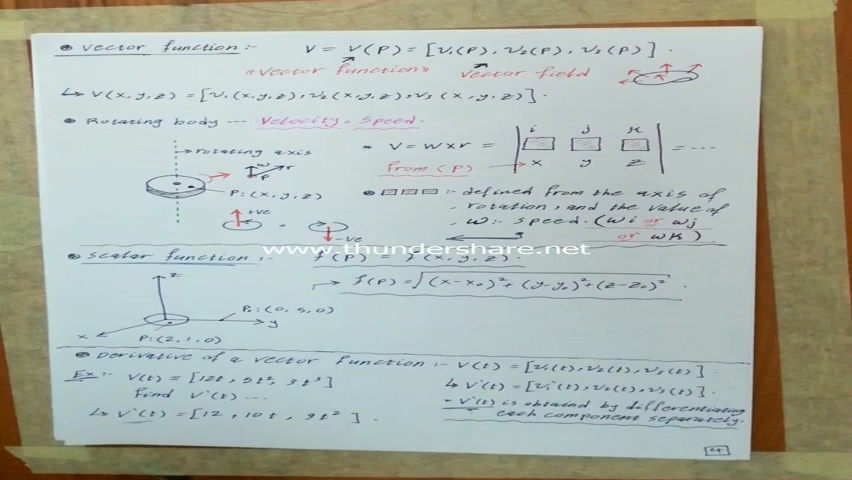 Vector function :- V = V(P) = [v₁(P), v₂(P), v₃(P)].
"Vector function" Vector field
↳ V(x,y,z) = [v₁(x,y,z), v₂(x,y,z), v₃(x,y,z)].
Rotating body --- Velocity = speed.
rotating axis
V = w×r = | i j k | = ---
from (P) → x y z
w r P
P:(x,y,z)
:- defined from the axis of
rotation, and the value of
w:- speed. (wi or wj
or wk)
+ve
-ve
www.thundershare.net
Scalar function :- f(P) = f(x,y,z).
→ f(P) = √(x-x₀)²+(y-y₀)²+(z-z₀)².
z
P₀:(0,5,0)
y
x
P:(2,1,0)
Derivative of a vector function :- V(t) = [v₁(t), v₂(t), v₃(t)].
Ex:- V(t) = [12t, 5t², 3t³]
↳ V'(t) = [v₁'(t), v₂'(t), v₃'(t)].
find V'(t) ---
- V'(t) is obtained by differentiating
each component separately.
↳ V'(t) = [12, 10t, 9t²].
4